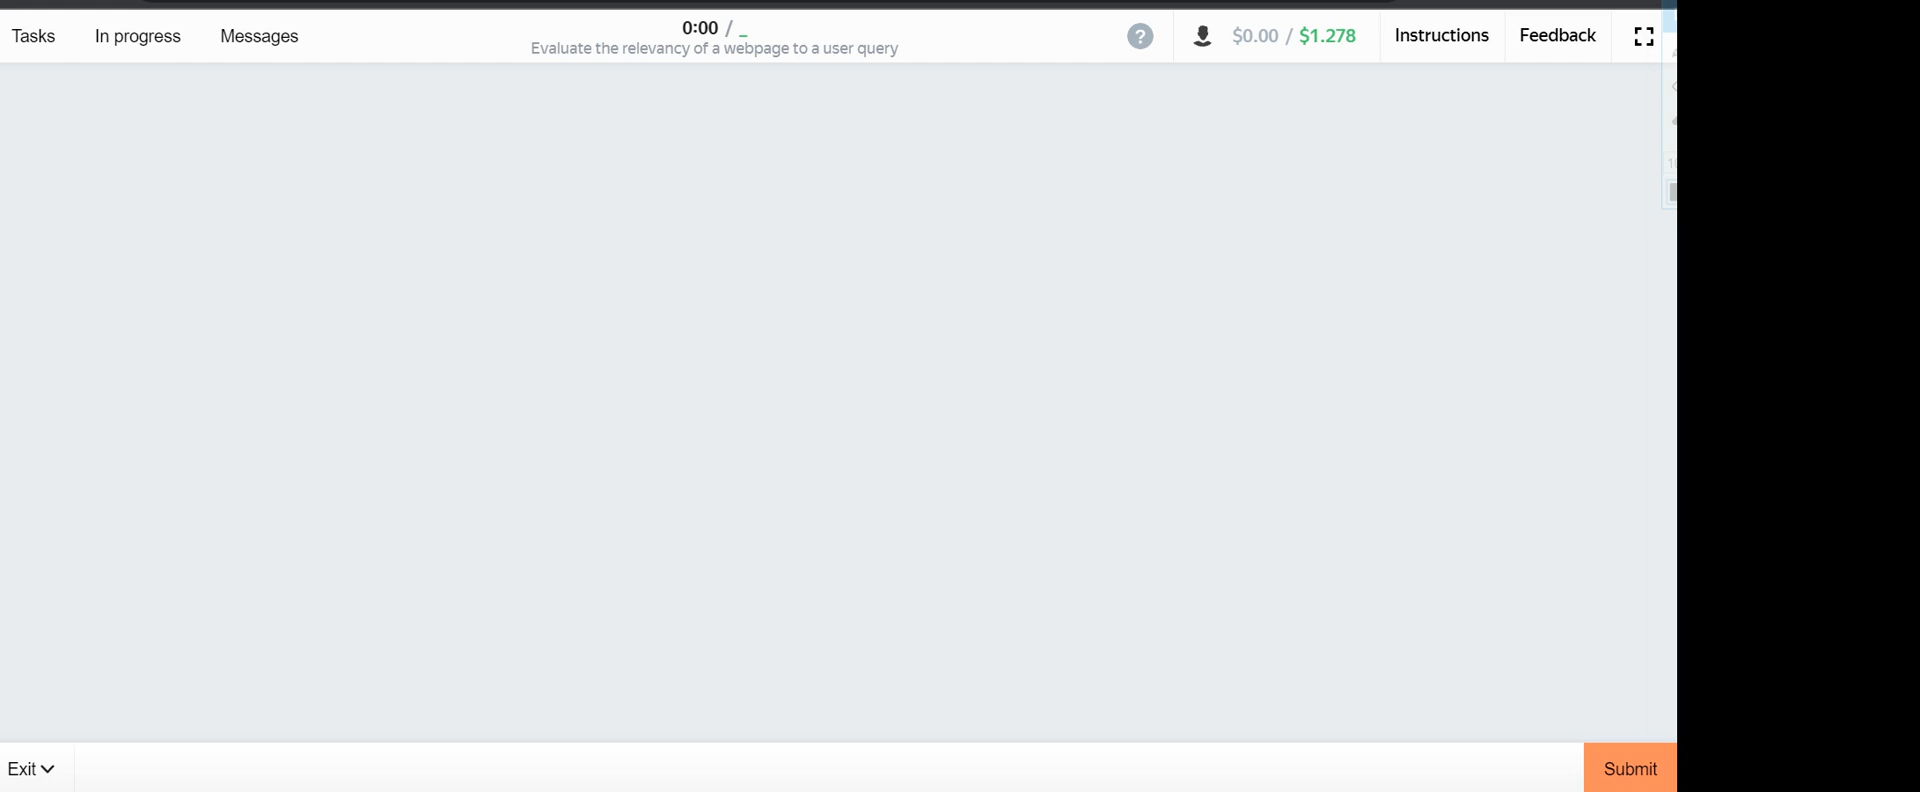 Tasks In progress Messages 0:00 / _ ? $0.00 / $1.278 Instructions Feedback
Evaluate the relevancy of a webpage to a user query
Exit Submit